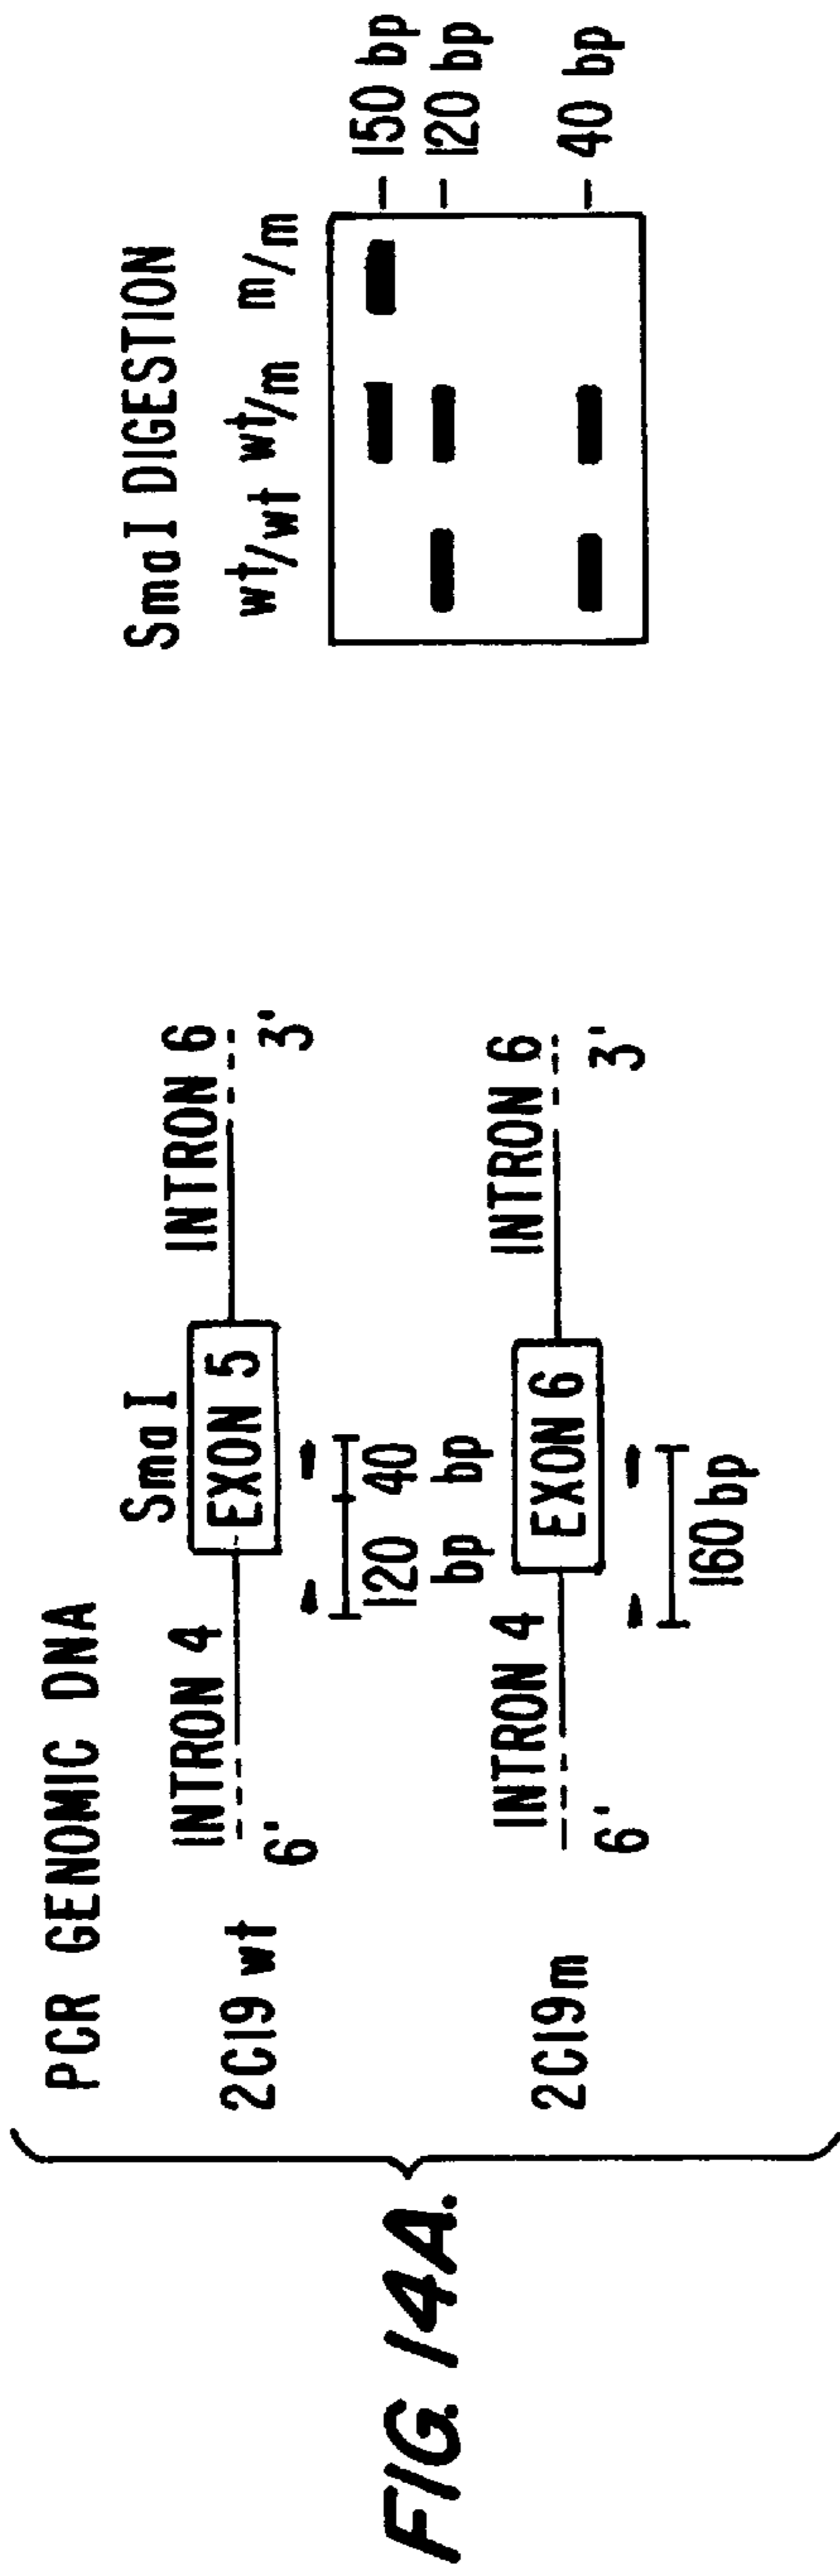 FIG. 14A.
PCR GENOMIC DNA
2C19 wt
INTRON 4
SmaI
EXON 5
INTRON 6
6'
3'
120 bp
40 bp
2C19m
INTRON 4
EXON 6
INTRON 6
6'
3'
160 bp
SmaI DIGESTION
wt/wt wt/m m/m
150 bp
120 bp
40 bp